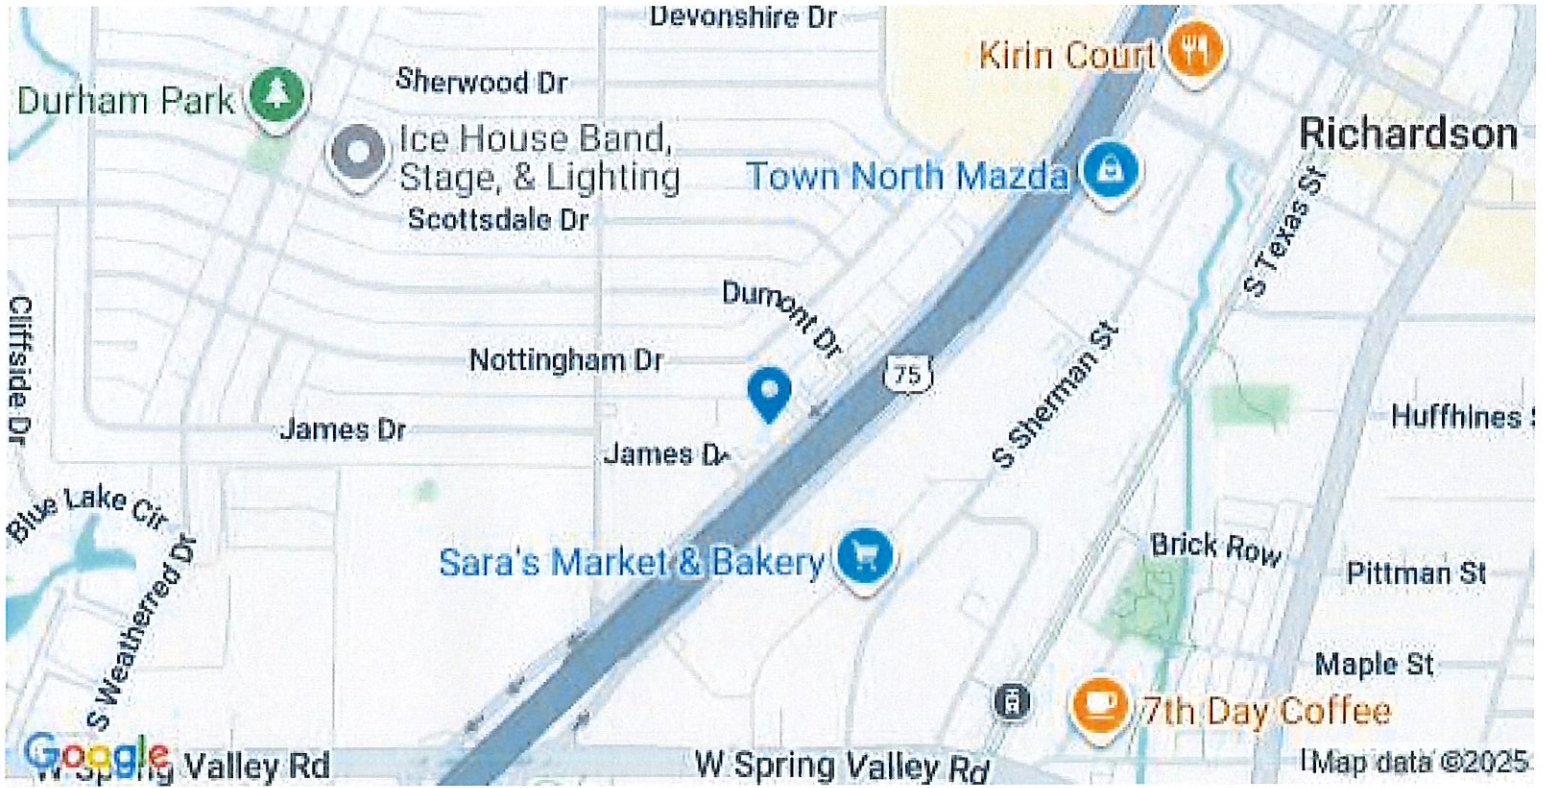 Devonshire Dr
Kirin Court
Sherwood Dr
Durham Park
Richardson
Ice House Band,
Stage, & Lighting
Town North Mazda
Scottsdale Dr
S Texas St
Dumont Dr
Cliffside Dr
Nottingham Dr
75
S Sherman St
Huffhines
James Dr
James D
Blue Lake Cir
Brick Row
Sara's Market & Bakery
Pittman St
S Weatherred Dr
Maple St
7th Day Coffee
Google
W Spring Valley Rd
W Spring Valley Rd
Map data ©2025